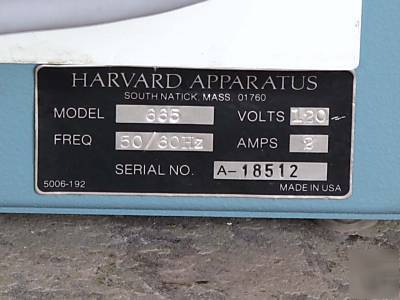 HARVARD APPARATUS
SOUTH NATICK, MASS. 01760
MODEL 665 VOLTS 120~
FREQ 50/60Hz AMPS 2
SERIAL NO. A-18512
5006-192 MADE IN USA